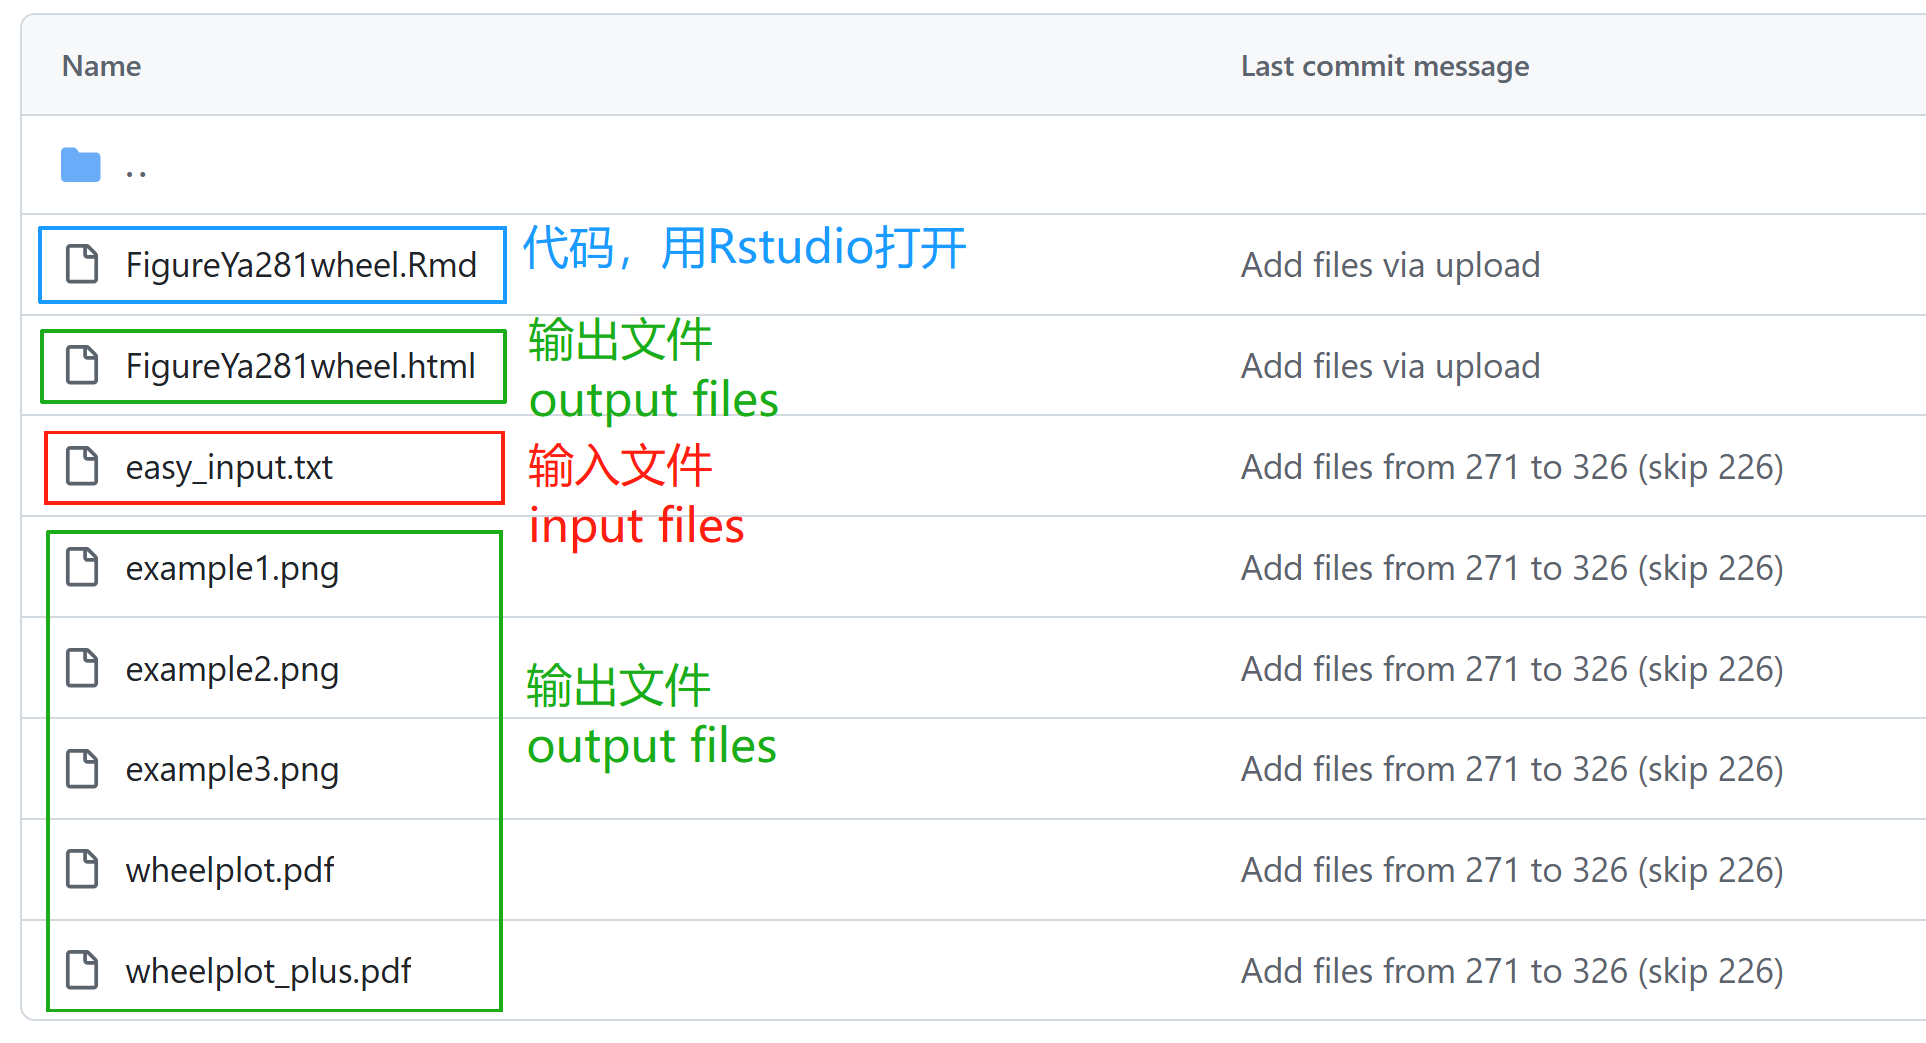 Name
Last commit message
..
FigureYa281wheel.Rmd
代码，用Rstudio打开
Add files via upload
FigureYa281wheel.html
输出文件
output files
Add files via upload
easy_input.txt
输入文件
input files
Add files from 271 to 326 (skip 226)
example1.png
Add files from 271 to 326 (skip 226)
example2.png
输出文件
output files
Add files from 271 to 326 (skip 226)
example3.png
Add files from 271 to 326 (skip 226)
wheelplot.pdf
Add files from 271 to 326 (skip 226)
wheelplot_plus.pdf
Add files from 271 to 326 (skip 226)